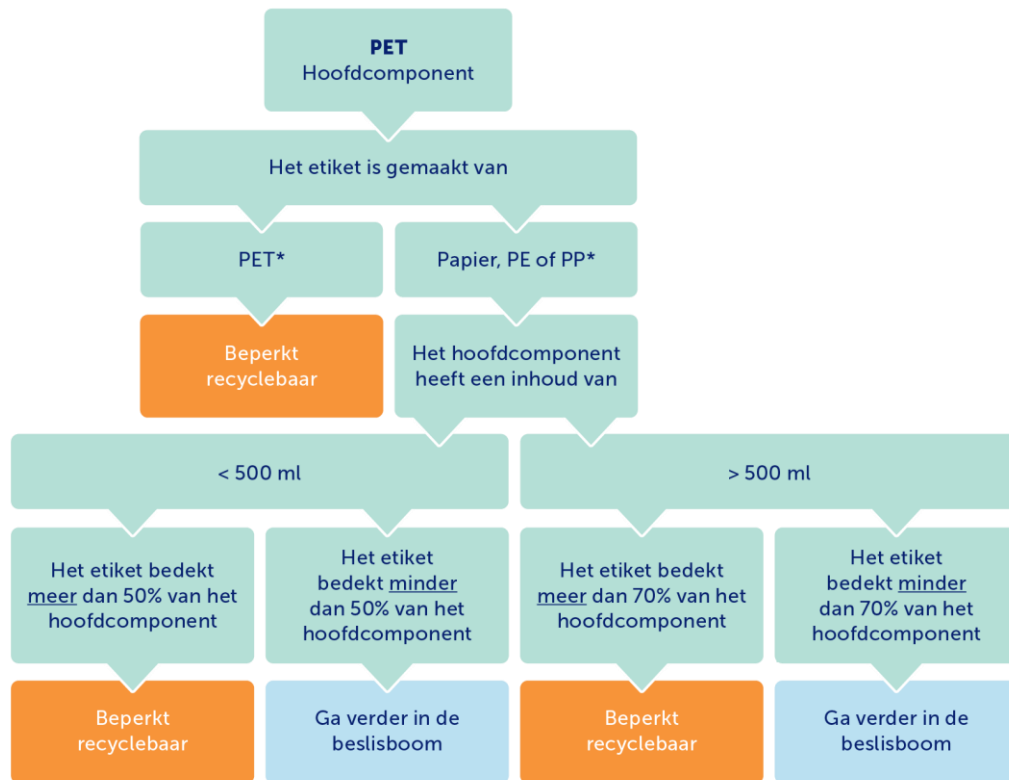 PET
Hoofdcomponent
Het etiket is gemaakt van
PET*
Papier, PE of PP*
Beperkt
recyclebaar
Het hoofdcomponent
heeft een inhoud van
< 500 ml
> 500 ml
Het etiket bedekt
meer dan 50% van het
hoofdcomponent
Het etiket
bedekt minder
dan 50% van het
hoofdcomponent
Het etiket bedekt
meer dan 70% van het
hoofdcomponent
Het etiket
bedekt minder
dan 70% van het
hoofdcomponent
Beperkt
recyclebaar
Ga verder in de
beslisboom
Beperkt
recyclebaar
Ga verder in de
beslisboom